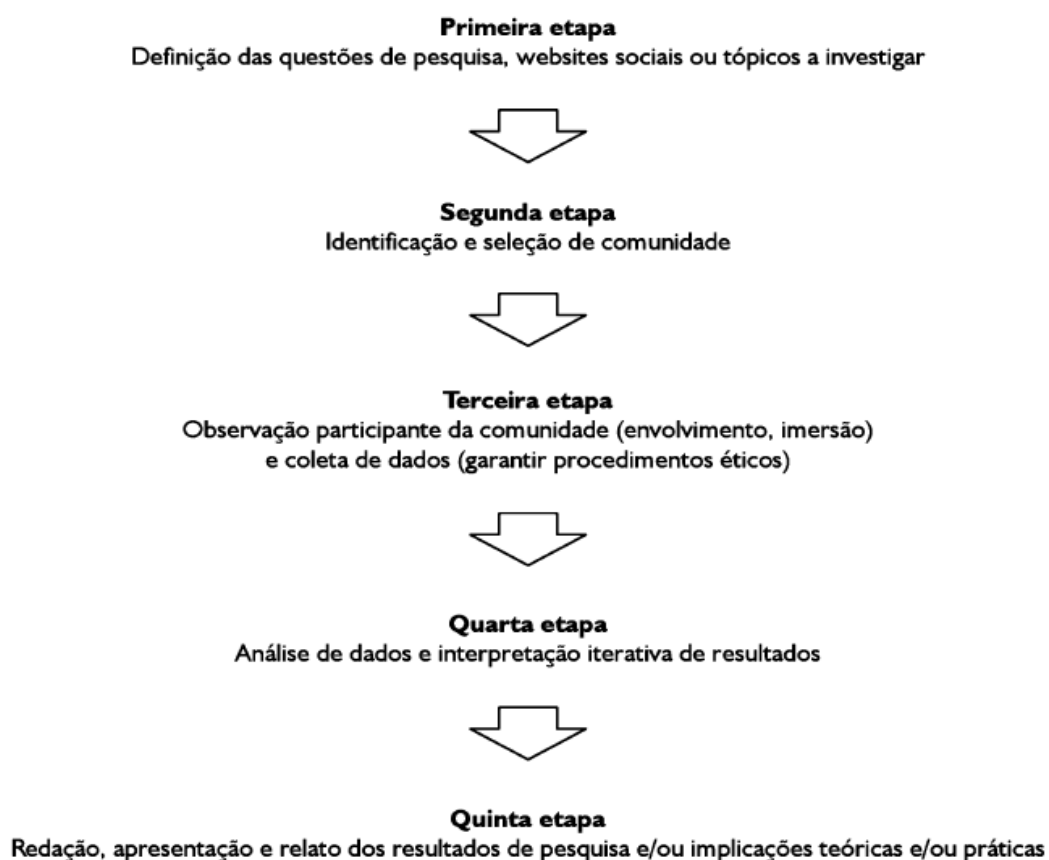 Primeira etapa
Definição das questões de pesquisa, websites sociais ou tópicos a investigar
Segunda etapa
Identificação e seleção de comunidade
Terceira etapa
Observação participante da comunidade (envolvimento, imersão)
e coleta de dados (garantir procedimentos éticos)
Quarta etapa
Análise de dados e interpretação iterativa de resultados
Quinta etapa
Redação, apresentação e relato dos resultados de pesquisa e/ou implicações teóricas e/ou práticas